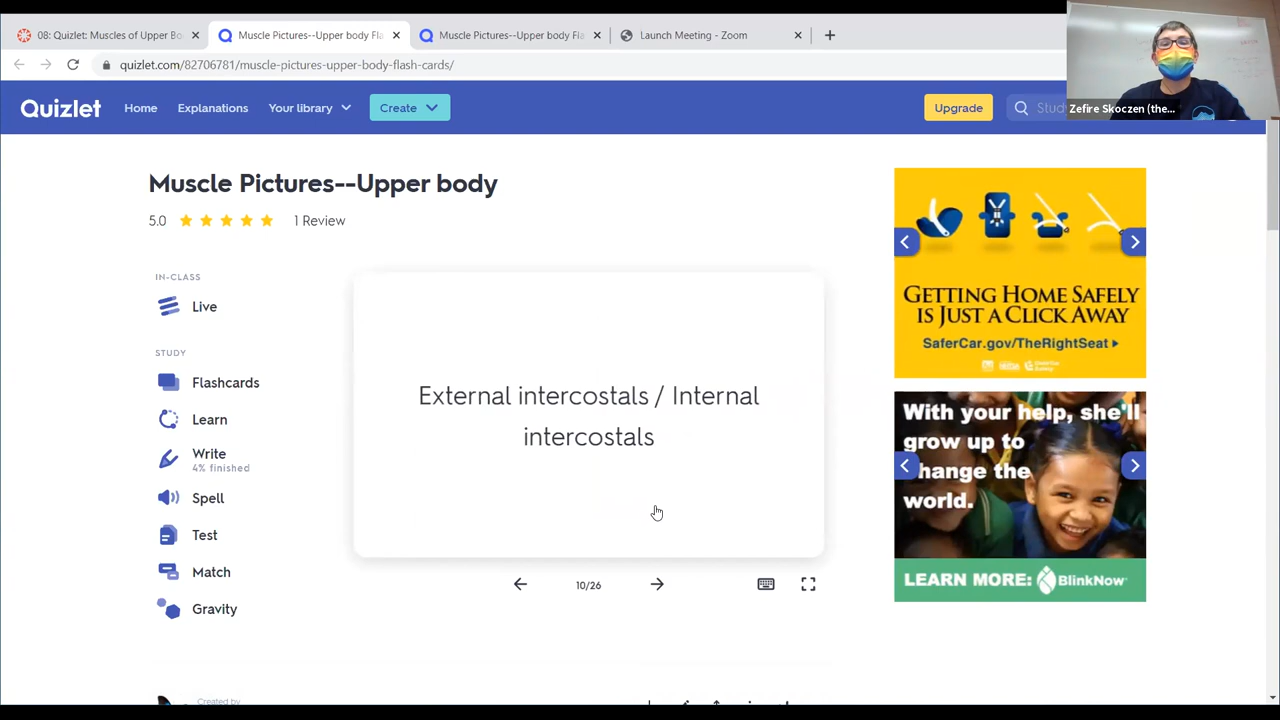 08: Quizlet: Muscles of Upper Bo
Muscle Pictures--Upper body Fla
Muscle Pictures--Upper body Fla
Launch Meeting - Zoom
quizlet.com/82706781/muscle-pictures-upper-body-flash-cards/
Quizlet
Home
Explanations
Your library
Create
Upgrade
Zefire Skoczen (the...
Muscle Pictures--Upper body
5.0
1 Review
IN-CLASS
Live
STUDY
Flashcards
Learn
Write
4% finished
Spell
Test
Match
Gravity
External intercostals / Internal
intercostals
10/26
GETTING HOME SAFELY
IS JUST A CLICK AWAY
SaferCar.gov/TheRightSeat
With your help, she'll
grow up to
change the
world.
LEARN MORE: BlinkNow
Created by